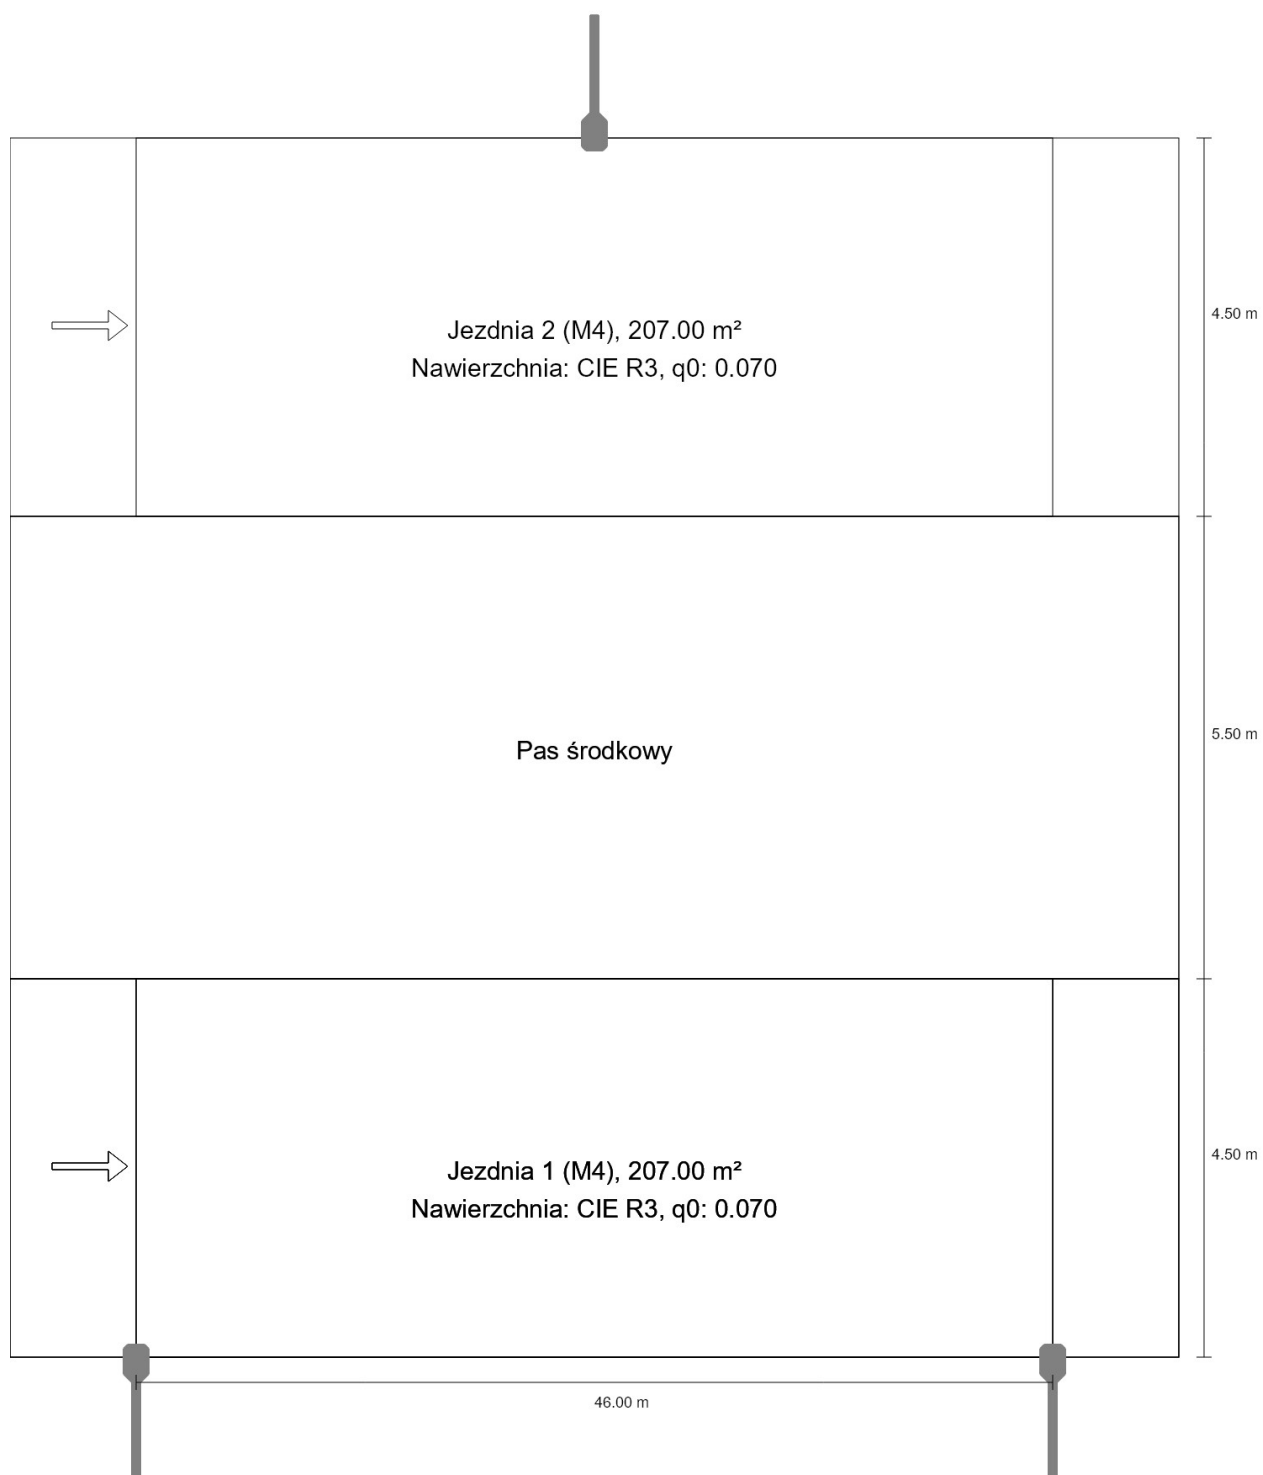 4.50 m
Jezdnia 2 (M4), 207.00 m²
Nawierzchnia: CIE R3, q0: 0.070
5.50 m
Pas środkowy
4.50 m
Jezdnia 1 (M4), 207.00 m²
Nawierzchnia: CIE R3, q0: 0.070
46.00 m